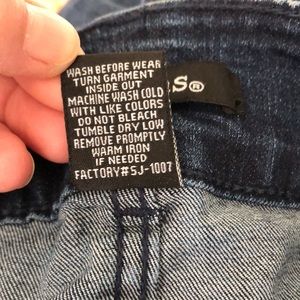 WASH BEFORE WEAR
TURN GARMENT
INSIDE OUT
MACHINE WASH COLD
WITH LIKE COLORS
DO NOT BLEACH
TUMBLE DRY LOW
REMOVE PROMPTLY
WARM IRON
IF NEEDED
FACTORY#SJ-1007